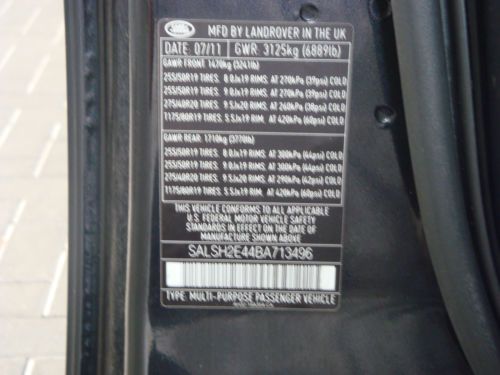 LAND ROVER
MFD BY LANDROVER IN THE UK
DATE: 07/11 GWR: 3125kg (6889lb)
GAWR FRONT: 1470kg (3241lb)
255/50R19 TIRES. 8.0Jx19 RIMS. AT 270kPa (39psi) COLD
255/50R19 TIRES. 9.0Jx19 RIMS. AT 270kPa (39psi) COLD
275/40R20 TIRES. 9.5Jx20 RIMS. AT 260kPa (38psi) COLD
T175/80R19 TIRES. 5.5Jx19 RIM. AT 420kPa (60psi) COLD
GAWR REAR: 1710kg (3770lb)
255/50R19 TIRES. 8.0Jx19 RIMS. AT 300kPa (44psi) COLD
255/50R19 TIRES. 9.0Jx19 RIMS. AT 300kPa (44psi) COLD
275/40R20 TIRES. 9.5Jx20 RIMS. AT 290kPa (42psi) COLD
T175/80R19 TIRES. 5.5Jx19 RIM. AT 420kPa (60psi) COLD
THIS VEHICLE CONFORMS TO ALL APPLICABLE
U.S. FEDERAL MOTOR VEHICLE SAFETY
STANDARDS IN EFFECT ON THE DATE OF
MANUFACTURE SHOWN ABOVE.
SALSH2E44BA713496
TYPE: MULTI-PURPOSE PASSENGER VEHICLE